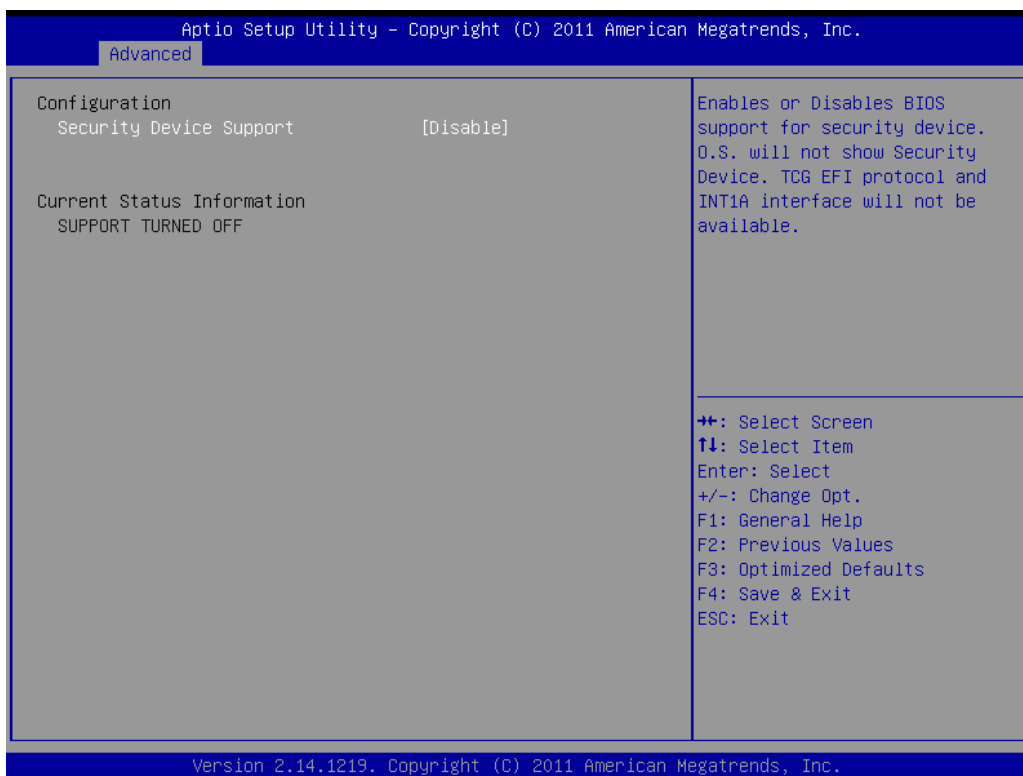 Aptio Setup Utility – Copyright (C) 2011 American Megatrends, Inc.
Advanced
Configuration
Security Device Support [Disable]
Current Status Information
SUPPORT TURNED OFF
Enables or Disables BIOS
support for security device.
O.S. will not show Security
Device. TCG EFI protocol and
INT1A interface will not be
available.
→←: Select Screen
↑↓: Select Item
Enter: Select
+/-: Change Opt.
F1: General Help
F2: Previous Values
F3: Optimized Defaults
F4: Save & Exit
ESC: Exit
Version 2.14.1219. Copyright (C) 2011 American Megatrends, Inc.